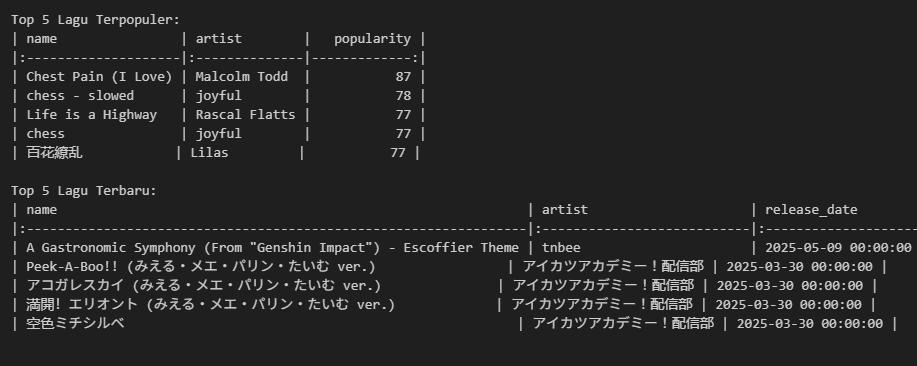 Top 5 Lagu Terpopuler:
| name | artist | popularity |
|:--------------------|:--------------|-------------:|
| Chest Pain (I Love) | Malcolm Todd | 87 |
| chess - slowed | joyful | 78 |
| Life is a Highway | Rascal Flatts | 77 |
| chess | joyful | 77 |
| 百花繚乱 | Lilas | 77 |
Top 5 Lagu Terbaru:
| name | artist | release_date
|:-----------------------------------------------------------------|:---------------------------|:--------------------
| A Gastronomic Symphony (From "Genshin Impact") - Escoffier Theme | tnbee | 2025-05-09 00:00:00
| Peek-A-Boo!! (みえる・メエ・パリン・たいむ ver.) | アイカツアカデミー！配信部 | 2025-03-30 00:00:00 |
| アコガレスカイ (みえる・メエ・パリン・たいむ ver.) | アイカツアカデミー！配信部 | 2025-03-30 00:00:00 |
| 満開! エリオント (みえる・メエ・パリン・たいむ ver.) | アイカツアカデミー！配信部 | 2025-03-30 00:00:00 |
| 空色ミチシルベ | アイカツアカデミー！配信部 | 2025-03-30 00:00:00 |